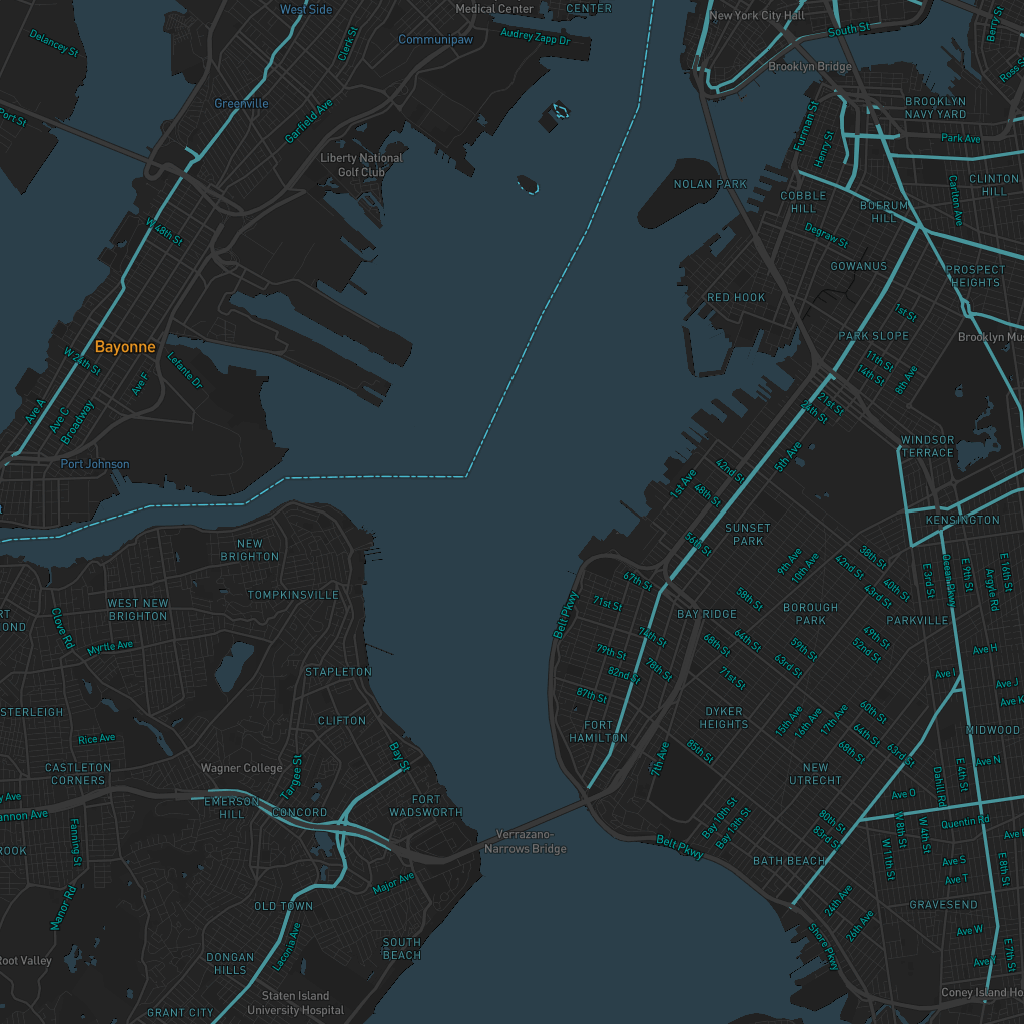 West Side
Medical Center
CENTER
New York City Hall
South St
Berry St
Delancey St
Clerk St
Communipaw
Audrey Zapp Dr
Brooklyn Bridge
Ross St
Greenville
Garfield Ave
BROOKLYN
NAVY YARD
Port St
Furman St
Henry St
Park Ave
Liberty National
Golf Club
NOLAN PARK
COBBLE
HILL
BOERUM
HILL
Carlton Ave
CLINTON
HILL
W 48th St
Degraw St
GOWANUS
PROSPECT
HEIGHTS
RED HOOK
1st St
PARK SLOPE
Brooklyn Mus
Bayonne
W 24th St
Lefante Dr
Ave F
11th St
14th St
8th Ave
Ave A
Ave C
Broadway
21st St
24th St
WINDSOR
TERRACE
Port Johnson
5th Ave
42nd St
1st Ave
48th St
SUNSET
PARK
KENSINGTON
56th St
NEW
BRIGHTON
9th Ave
10th Ave
38th St
42nd St
40th St
43rd St
E 3rd St
Ocean Pkwy
E 9th St
Argyle Rd
E 16th St
67th St
TOMPKINSVILLE
WEST NEW
BRIGHTON
71st St
58th St
BAY RIDGE
BOROUGH
PARK
PARKVILLE
OND
Clove Rd
Belt Pkwy
Myrtle Ave
74th St
79th St
68th St
64th St
59th St
49th St
52nd St
Ave H
STAPLETON
82nd St
78th St
71st St
63rd St
Ave I
Ave J
87th St
Ave K
STERLEIGH
CLIFTON
FORT
HAMILTON
DYKER
HEIGHTS
15th Ave
16th Ave
17th Ave
60th St
64th St
63rd St
68th St
MIDWOOD
Rice Ave
Bay St
7th Ave
85th St
CASTLETON
CORNERS
Wagner College
Targee St
NEW
UTRECHT
Dahill Rd
E 4th St
Ave N
EMERSON
HILL
CONCORD
FORT
WADSWORTH
Ave O
Fanning St
Verrazano-
Narrows Bridge
Bay 10th St
Bay 13th St
80th St
83rd St
W 8th St
W 4th St
Quentin Rd
Belt Pkwy
BATH BEACH
W 11th St
Ave S
Ave T
E 8th St
Major Ave
Manor Rd
OLD TOWN
24th Ave
26th Ave
GRAVESEND
Laconia Ave
SOUTH
BEACH
Shore Pkwy
Ave W
E 7th St
DONGAN
HILLS
Root Valley
Ave Y
Staten Island
University Hospital
GRANT CITY
Coney Island Ho